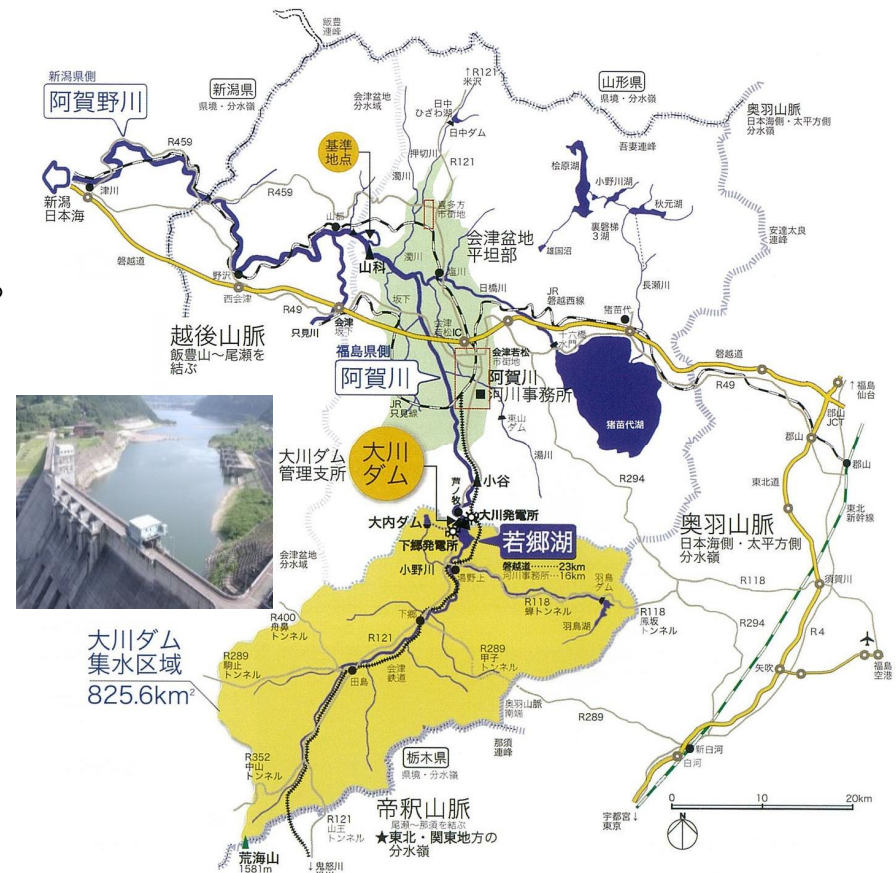 飯豊
連峰
新潟県側
阿賀野川
新潟県
県境・分水嶺
会津盆地
分水域
↑R121
米沢
日中
ひざわ湖
日中ダム
山形県
県境・分水嶺
奥羽山脈
日本海側・太平方側
分水嶺
吾妻連峰
R459
基準
地点
押切川
濁川
R121
桧原湖
小野川湖
秋元湖
津川
新潟
日本海
R459
喜多方
市街地
会津盆地
平坦部
裏磐梯
3湖
雄国沼
安達太良
連峰
山都
山科
濁川
塩川
日橋川
JR
磐越西線
長瀬川
磐越道
野沢
西会津
坂下
猪苗代
R49
只見川
会津
坂下
会津
若松IC
十六橋
水門
越後山脈
飯豊山～尾瀬を
結ぶ
福島県側
阿賀川
会津若松
市街地
阿賀川
河川事務所
磐越道
R49
↑福島
仙台
JR
只見線
東山
ダム
猪苗代湖
郡山
JCT
郡山
郡山
湯川
大川ダム
管理支所
大川
ダム
芦ノ牧
小谷
R294
東北道
東北
新幹線
大内ダム
大川発電所
下郷発電所
若郷湖
奥羽山脈
日本海側・太平方側
分水嶺
会津盆地
分水域
小野川
湯野上
磐越道………23km
河川事務所…16km
羽鳥
ダム
R118
須賀川
R118
蝉トンネル
R118
鳳坂
トンネル
羽鳥湖
R400
舟鼻
トンネル
下郷
R121
R294
R4
大川ダム
集水区域
825.6km²
R289
駒止
トンネル
R289
甲子
トンネル
会津
鉄道
田島
矢吹
福島
空港
奥羽山脈
南端
R289
那須
連峰
R352
中山
トンネル
栃木県
県境・分水嶺
新白河
白河
帝釈山脈
尾瀬～那須を結ぶ
★東北・関東地方の
分水嶺
R121
山王
トンネル
宇都宮↓
東京
0 10 20km
N
荒海山
1581m
↓鬼怒川